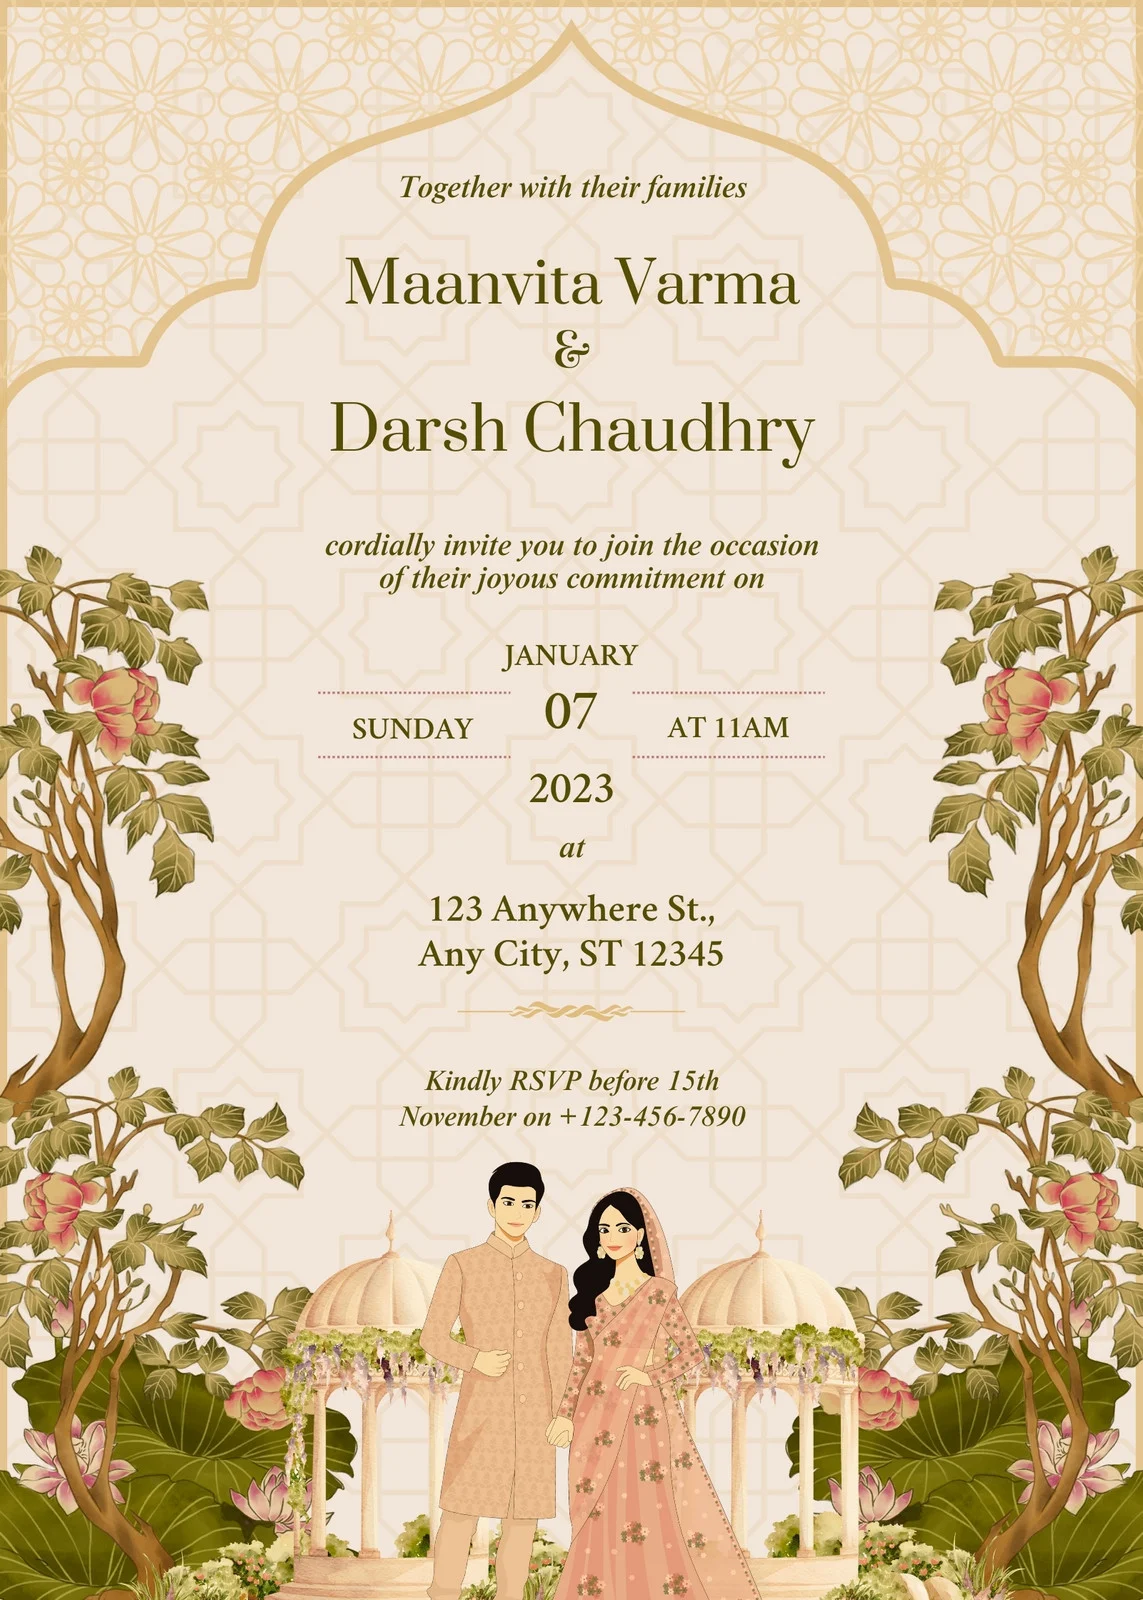 Together with their families
Maanvita Varma
&
Darsh Chaudhry
cordially invite you to join the occasion
of their joyous commitment on
JANUARY
SUNDAY 07 AT 11AM
2023
at
123 Anywhere St.,
Any City, ST 12345
Kindly RSVP before 15th
November on +123-456-7890